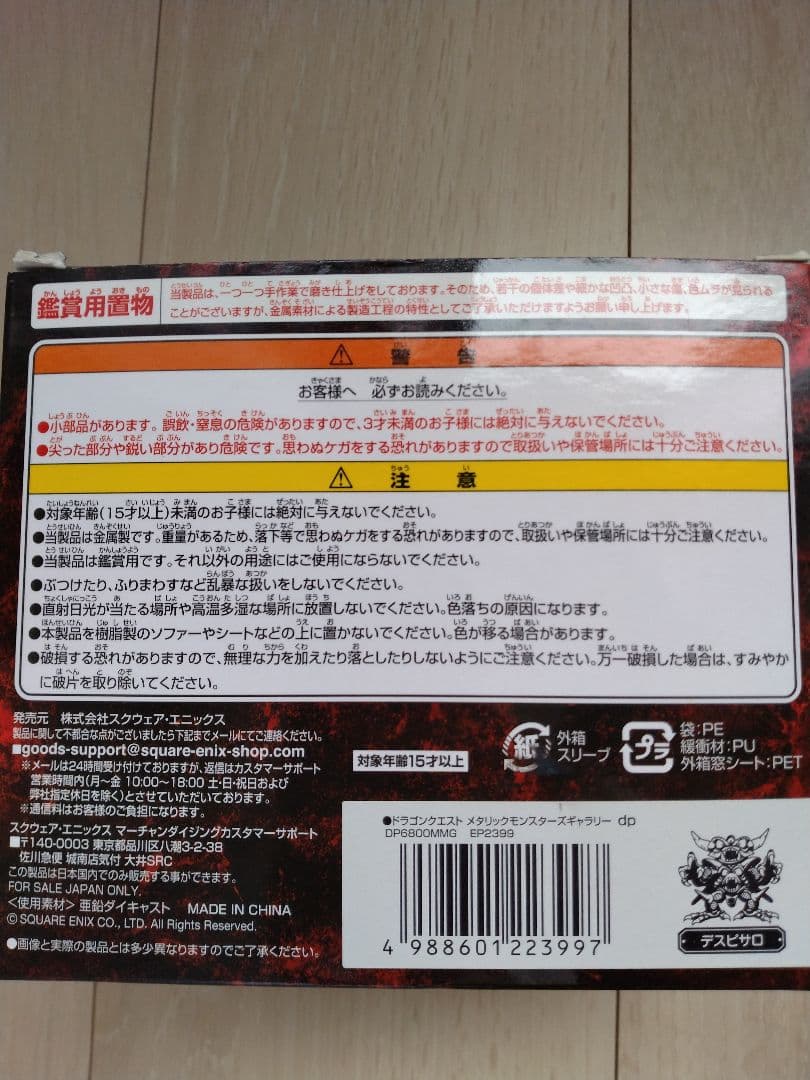 鑑賞用置物
当製品は、一つ一つ手作業で磨き仕上げをしております。そのため、若干の個体差や細かな凹凸、小さな傷、色ムラが見られる
ことがございますが、金属素材による製造工程の特性としてご了承いただけますようお願い申し上げます。
⚠ 警 告
お客様へ 必ずお読みください。
●小部品があります。誤飲・窒息の危険がありますので、3才未満のお子様には絶対に与えないでください。
●尖った部分や鋭い部分があり危険です。思わぬケガをする恐れがありますので取扱いや保管場所には十分ご注意ください。
⚠ 注 意
●対象年齢(15才以上)未満のお子様には絶対に与えないでください。
●当製品は金属製です。重量があるため、落下等で思わぬケガをする恐れがありますので、取扱いや保管場所には十分ご注意ください。
●当製品は鑑賞用です。それ以外の用途にはご使用にならないでください。
●ぶつけたり、ふりまわすなど乱暴な扱いをしないでください。
●直射日光が当たる場所や高温多湿な場所に放置しないでください。色落ちの原因になります。
●本製品を樹脂製のソファーやシートなどの上に置かないでください。色が移る場合があります。
●破損する恐れがありますので、無理な力を加えたり落としたりしないようにご注意ください。万一破損した場合は、すみやか
に破片を取り除いてください。
発売元 株式会社スクウェア・エニックス
製品に関して不都合な点がございましたら下記までメールにてご連絡ください。
■goods-support@square-enix-shop.com
※メールは24時間受け付けておりますが、返信はカスタマーサポート
営業時間内(月〜金 10:00〜18:00 土・日・祝日および
弊社指定休日を除く)とさせていただいております。
※通信料はお客様のご負担になります。
スクウェア・エニックス マーチャンダイジングカスタマーサポート
■〒140-0003 東京都品川区八潮3-2-38
佐川急便 城南店気付 大井SRC
この製品は日本国内でのみ販売する事ができます。
FOR SALE JAPAN ONLY.
<使用素材> 亜鉛ダイキャスト MADE IN CHINA
© SQUARE ENIX CO., LTD. All Rights Reserved.
●画像と実際の製品とは多少異なりますのでご了承ください。
対象年齢15才以上
紙
外箱
スリーブ
プラ
袋:PE
緩衝材:PU
外箱窓シート:PET
●ドラゴンクエスト メタリックモンスターズギャラリー dp
DP6800MMG EP2399
4 988601 223997
デスピサロ